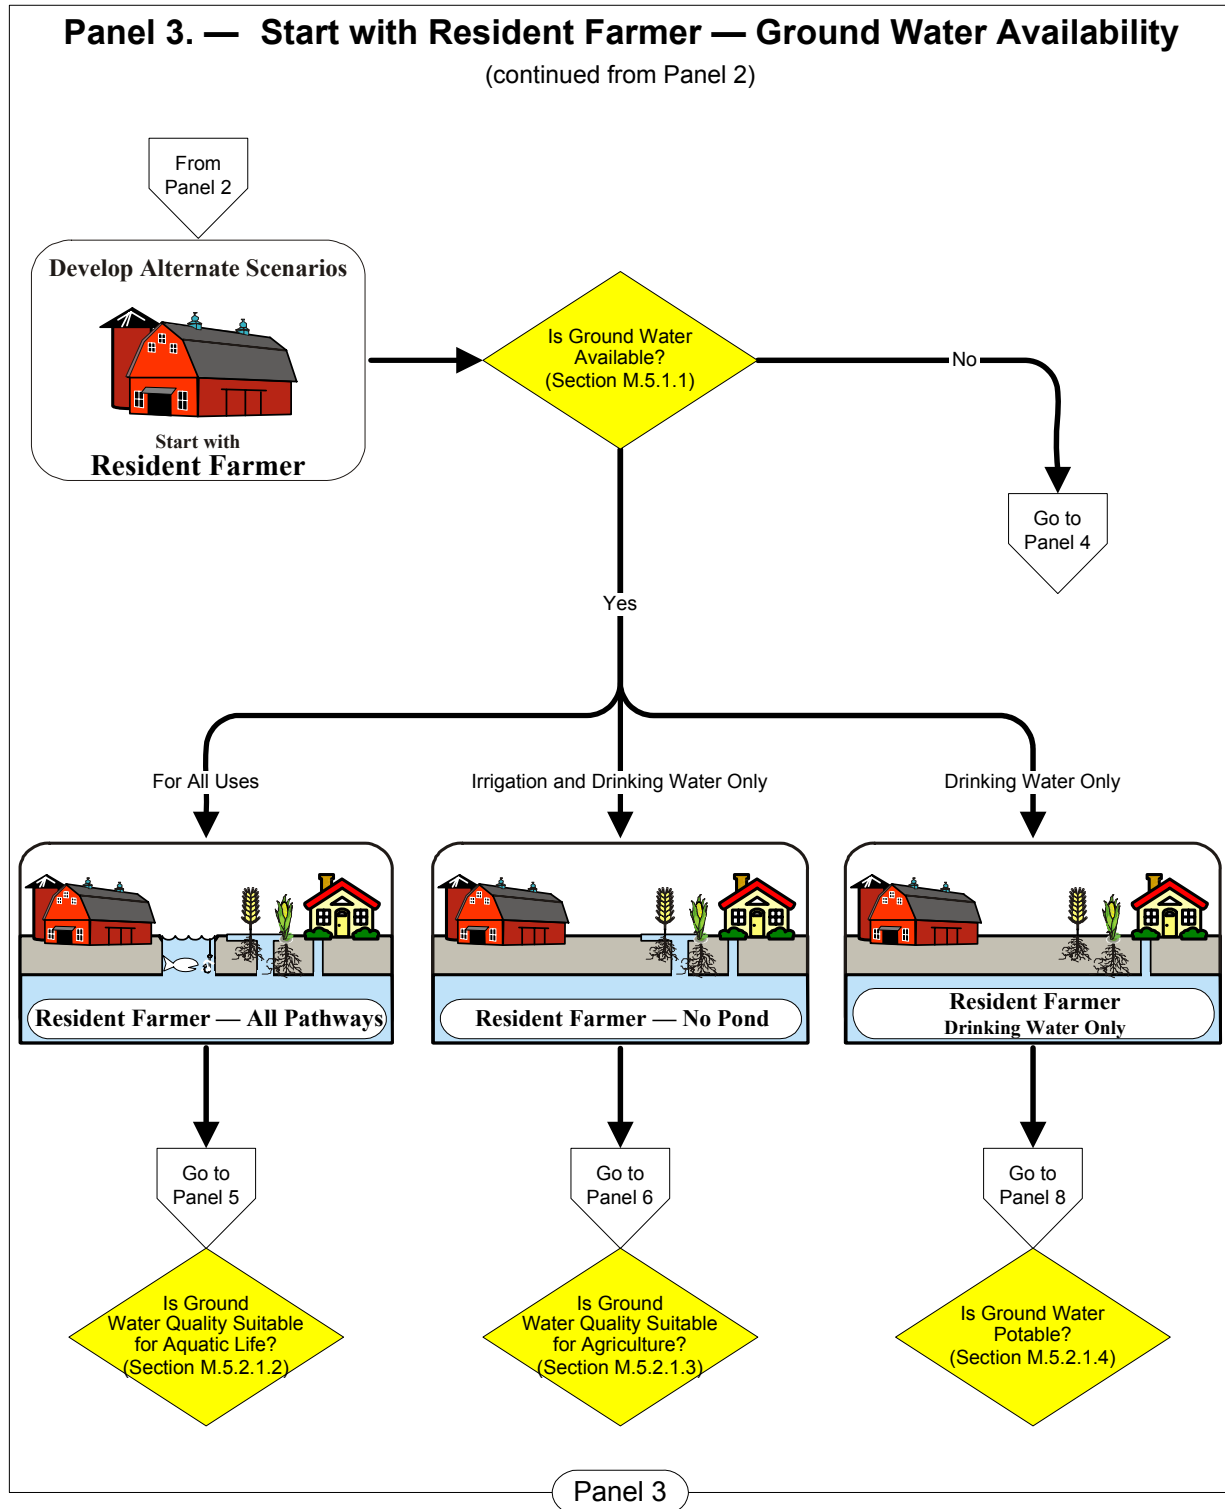 Panel 3. — Start with Resident Farmer — Ground Water Availability
(continued from Panel 2)
From
Panel 2
Develop Alternate Scenarios
Start with
Resident Farmer
Is Ground Water
Available?
(Section M.5.1.1)
No
Go to
Panel 4
Yes
For All Uses
Irrigation and Drinking Water Only
Drinking Water Only
Resident Farmer — All Pathways
Resident Farmer — No Pond
Resident Farmer
Drinking Water Only
Go to
Panel 5
Go to
Panel 6
Go to
Panel 8
Is Ground
Water Quality Suitable
for Aquatic Life?
(Section M.5.2.1.2)
Is Ground
Water Quality Suitable
for Agriculture?
(Section M.5.2.1.3)
Is Ground Water
Potable?
(Section M.5.2.1.4)
Panel 3